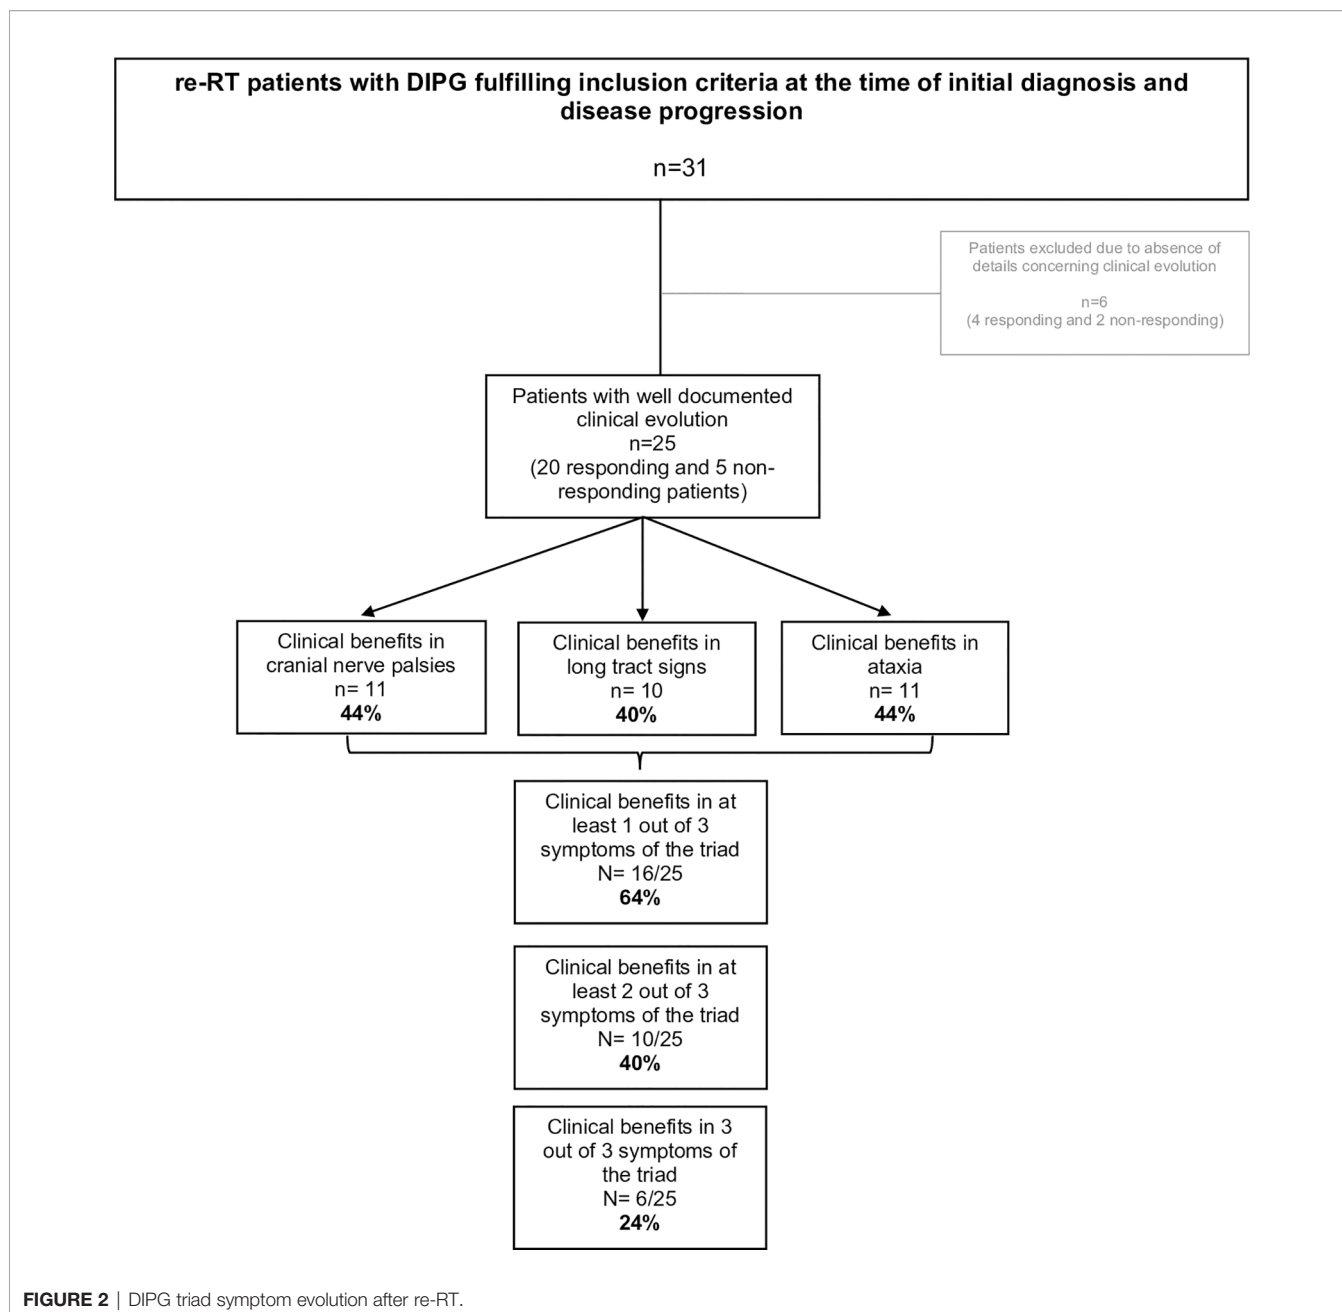 re-RT patients with DIPG fulfilling inclusion criteria at the time of initial diagnosis and
disease progression
n=31
Patients excluded due to absence of
details concerning clinical evolution
n=6
(4 responding and 2 non-responding)
Patients with well documented
clinical evolution
n=25
(20 responding and 5 non-
responding patients)
Clinical benefits in
cranial nerve palsies
n= 11
44%
Clinical benefits in
long tract signs
n= 10
40%
Clinical benefits in
ataxia
n= 11
44%
Clinical benefits in at
least 1 out of 3
symptoms of the triad
N= 16/25
64%
Clinical benefits in at
least 2 out of 3
symptoms of the triad
N= 10/25
40%
Clinical benefits in 3
out of 3 symptoms of
the triad
N= 6/25
24%
FIGURE 2 | DIPG triad symptom evolution after re-RT.